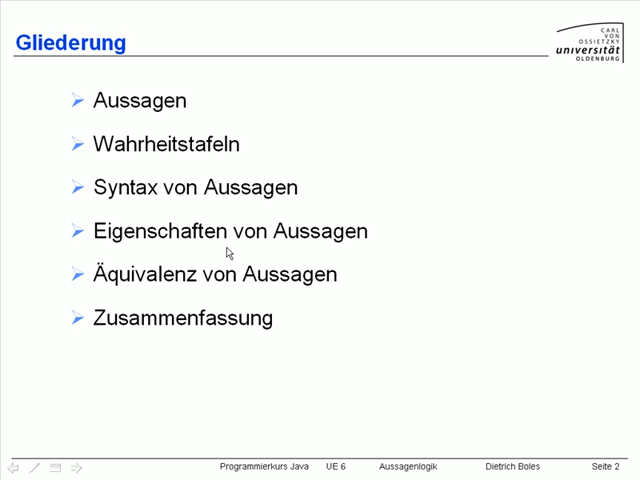 Gliederung
CARL
VON
OSSIETZKY
universität
OLDENBURG
Aussagen
Wahrheitstafeln
Syntax von Aussagen
Eigenschaften von Aussagen
Äquivalenz von Aussagen
Zusammenfassung
Programmierkurs Java UE 6 Aussagenlogik Dietrich Boles Seite 2